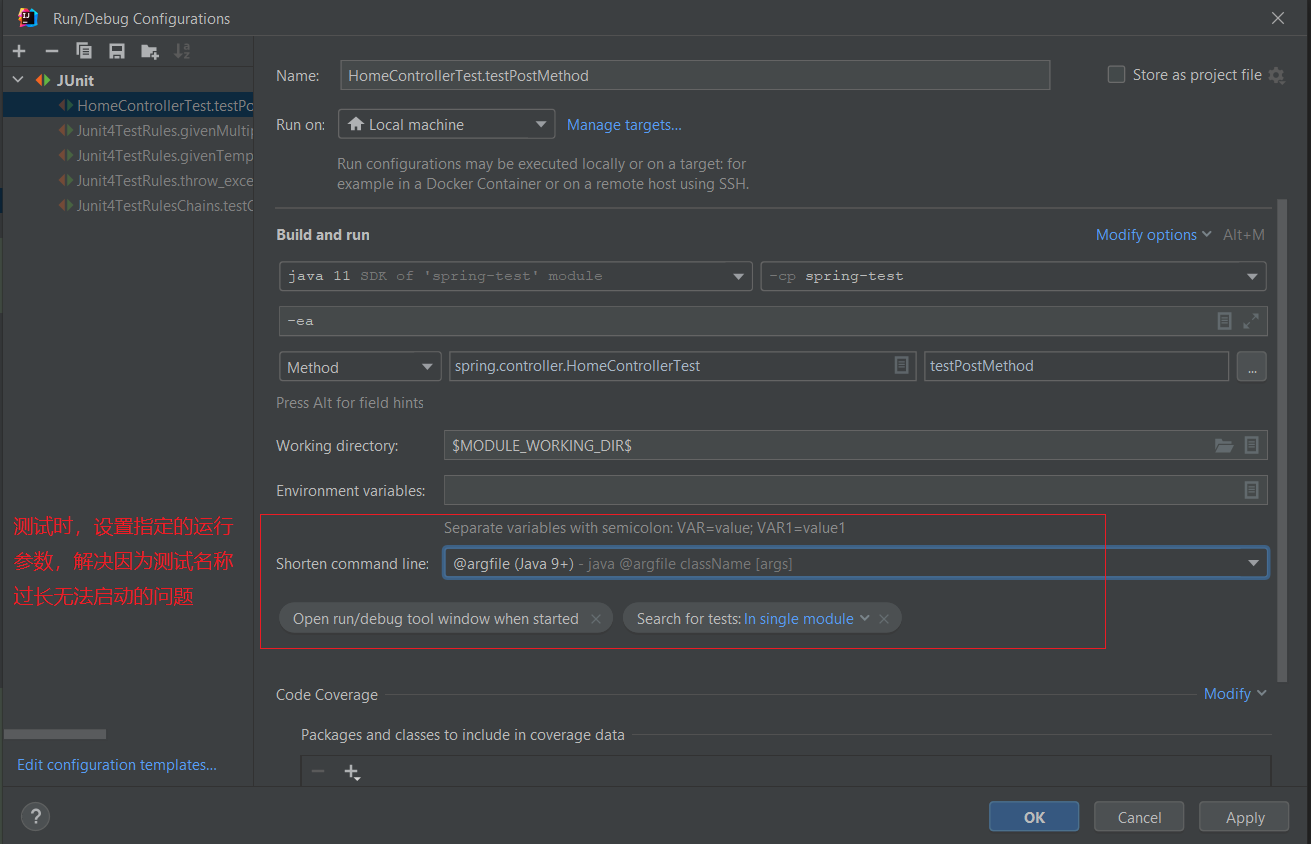 Run/Debug Configurations
JUnit
HomeControllerTest.testPo
Junit4TestRules.givenMultip
Junit4TestRules.givenTemp
Junit4TestRules.throw_exce
Junit4TestRulesChains.testC
测试时，设置指定的运行
参数，解决因为测试名称
过长无法启动的问题
Edit configuration templates...
Name: HomeControllerTest.testPostMethod Store as project file
Run on: Local machine Manage targets...
Run configurations may be executed locally or on a target: for
example in a Docker Container or on a remote host using SSH.
Build and run Modify options Alt+M
java 11 SDK of 'spring-test' module -cp spring-test
-ea
Method spring.controller.HomeControllerTest testPostMethod ...
Press Alt for field hints
Working directory: $MODULE_WORKING_DIR$
Environment variables:
Separate variables with semicolon: VAR=value; VAR1=value1
Shorten command line: @argfile (Java 9+) - java @argfile className [args]
Open run/debug tool window when started × Search for tests: In single module ×
Code Coverage Modify
Packages and classes to include in coverage data
? OK Cancel Apply